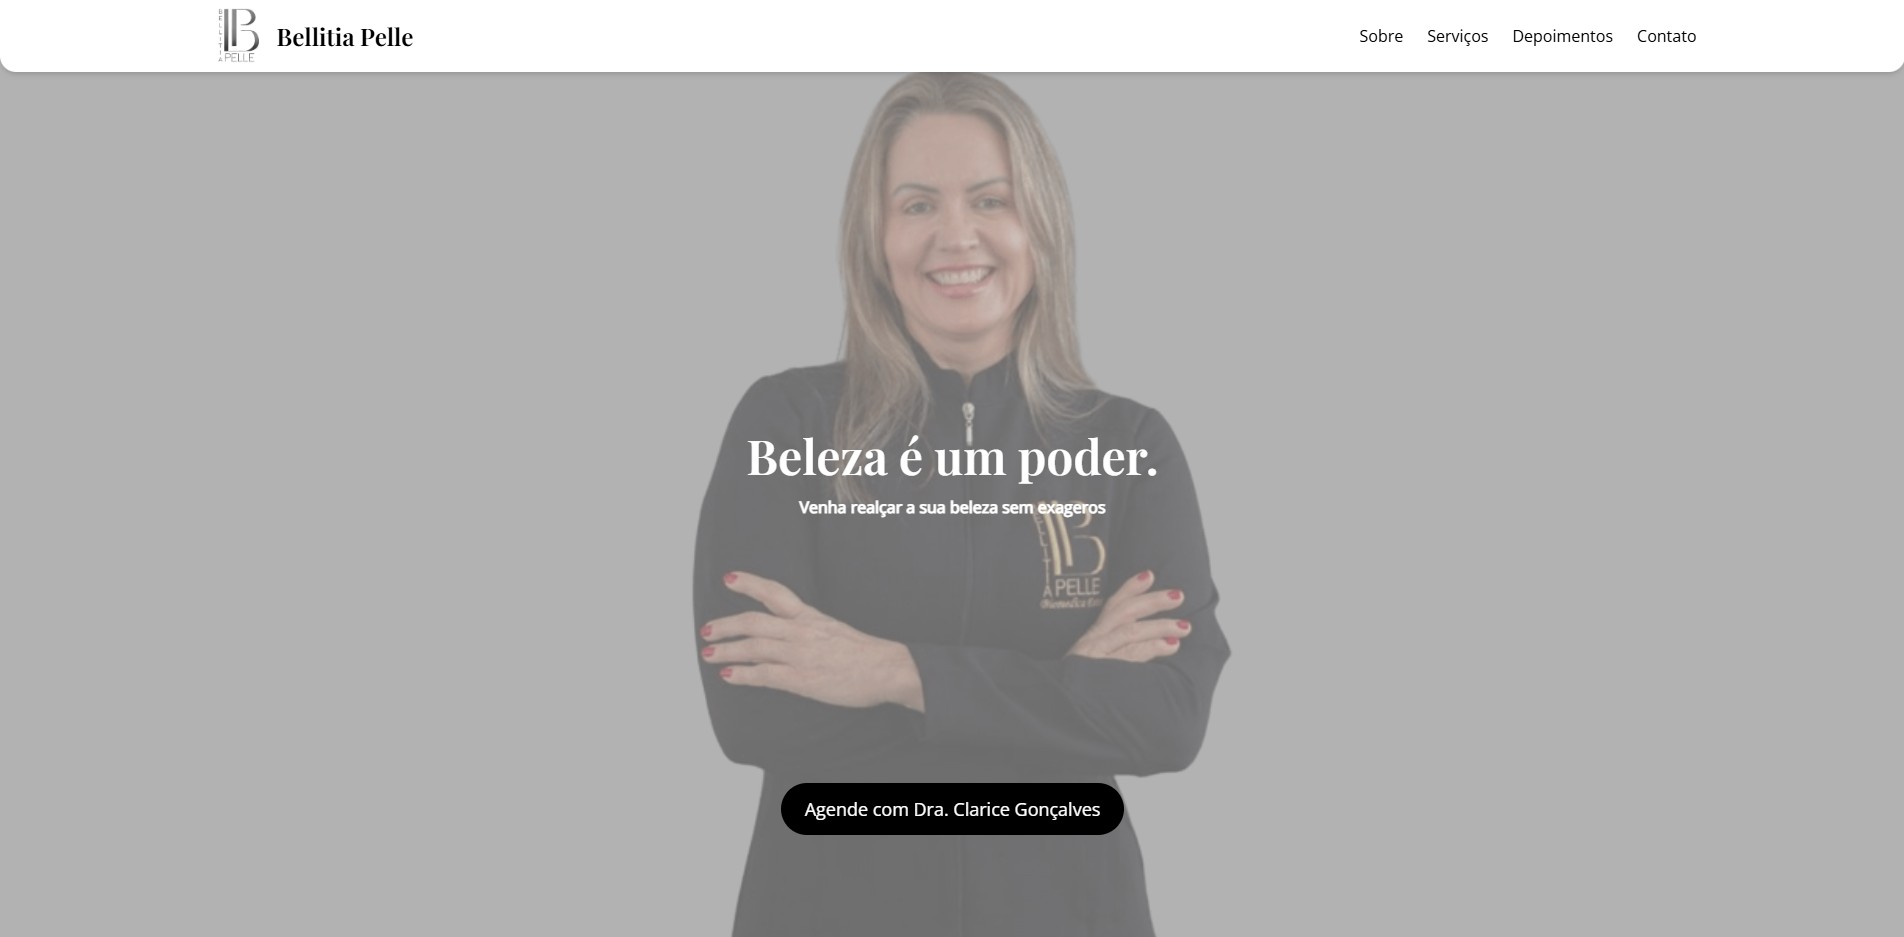 BELLITIA
PELLE
Bellitia Pelle
Sobre Serviços Depoimentos Contato
Beleza é um poder.
Venha realçar a sua beleza sem exageros
PELLE
Agende com Dra. Clarice Gonçalves